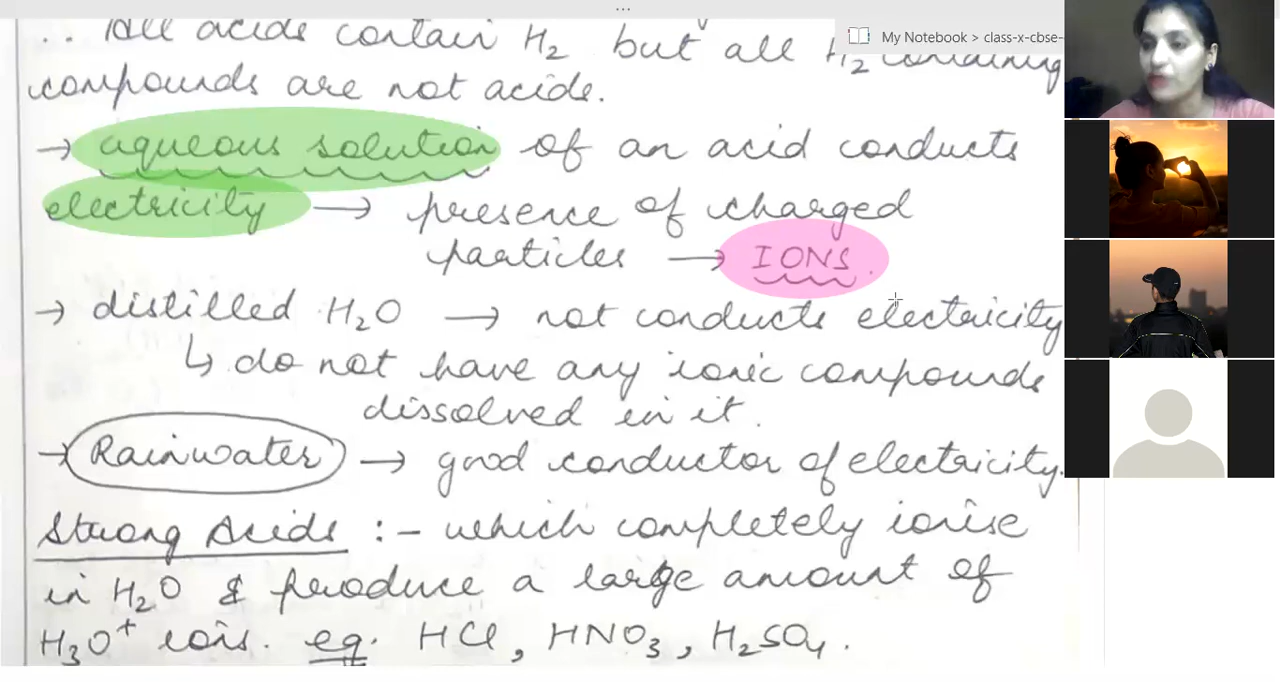 My Notebook > class-x-cbse-
∴ All acids contain H₂ but all H₂ containing
compounds are not acids.
→ aqueous solution of an acid conducts
electricity → presence of charged
particles → IONS.
→ distilled H₂O → not conducts electricity
↳ do not have any ionic compounds
dissolved in it.
→ Rainwater → good conductor of electricity.
Strong Acids :- which completely ionise
in H₂O & produce a large amount of
H₃O⁺ ions. eg. HCl, HNO₃, H₂SO₄.